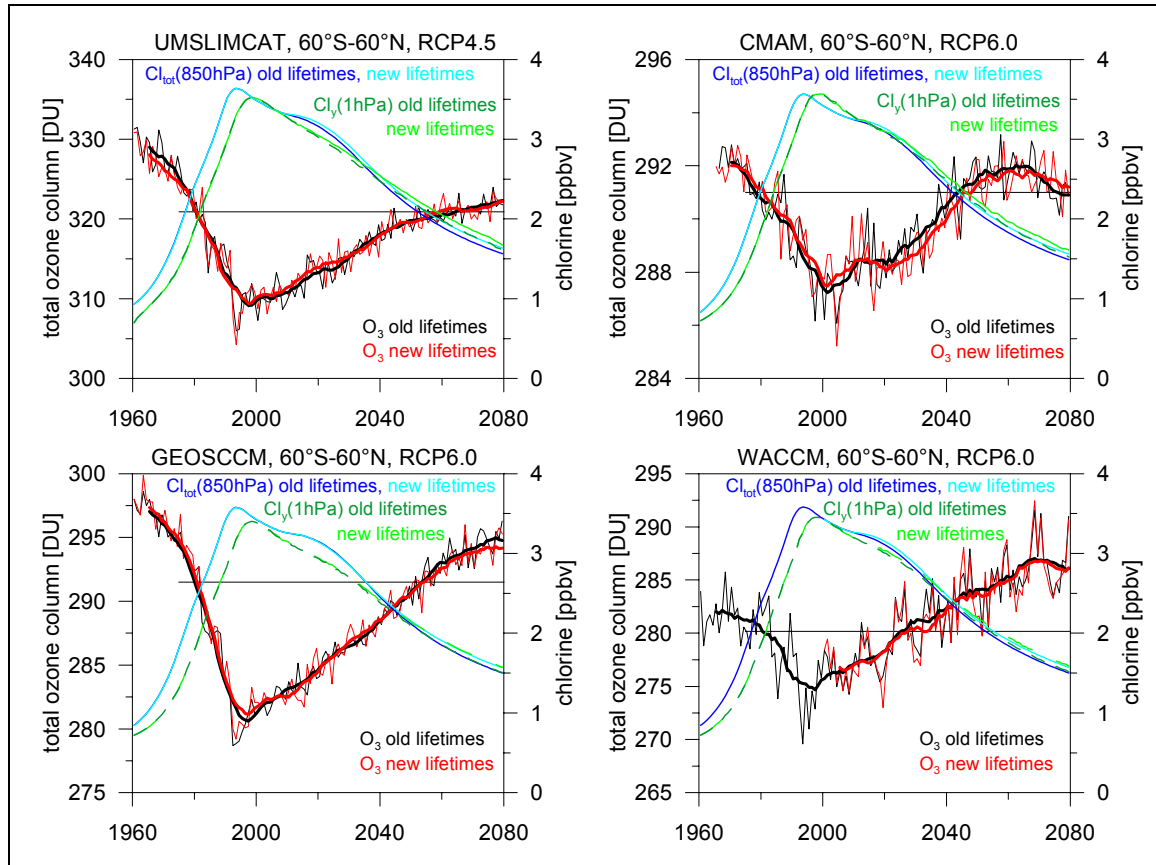 UMSLIMCAT, 60°S-60°N, RCP4.5
Cl_tot(850hPa) old lifetimes, new lifetimes
Cl_y(1hPa) old lifetimes
new lifetimes
O_3 old lifetimes
O_3 new lifetimes
total ozone column [DU]
340
330
320
310
300
chlorine [ppbv]
4
3
2
1
0
1960 2000 2040 2080
CMAM, 60°S-60°N, RCP6.0
Cl_tot(850hPa) old lifetimes, new lifetimes
Cl_y(1hPa) old lifetimes
new lifetimes
O_3 old lifetimes
O_3 new lifetimes
total ozone column [DU]
296
292
288
284
chlorine [ppbv]
4
3
2
1
0
1960 2000 2040 2080
GEOSCCM, 60°S-60°N, RCP6.0
Cl_tot(850hPa) old lifetimes, new lifetimes
Cl_y(1hPa) old lifetimes
new lifetimes
O_3 old lifetimes
O_3 new lifetimes
total ozone column [DU]
300
295
290
285
280
275
chlorine [ppbv]
4
3
2
1
0
1960 2000 2040 2080
WACCM, 60°S-60°N, RCP6.0
Cl_tot(850hPa) old lifetimes, new lifetimes
Cl_y(1hPa) old lifetimes
new lifetimes
O_3 old lifetimes
O_3 new lifetimes
total ozone column [DU]
295
290
285
280
275
270
265
chlorine [ppbv]
4
3
2
1
0
1960 2000 2040 2080